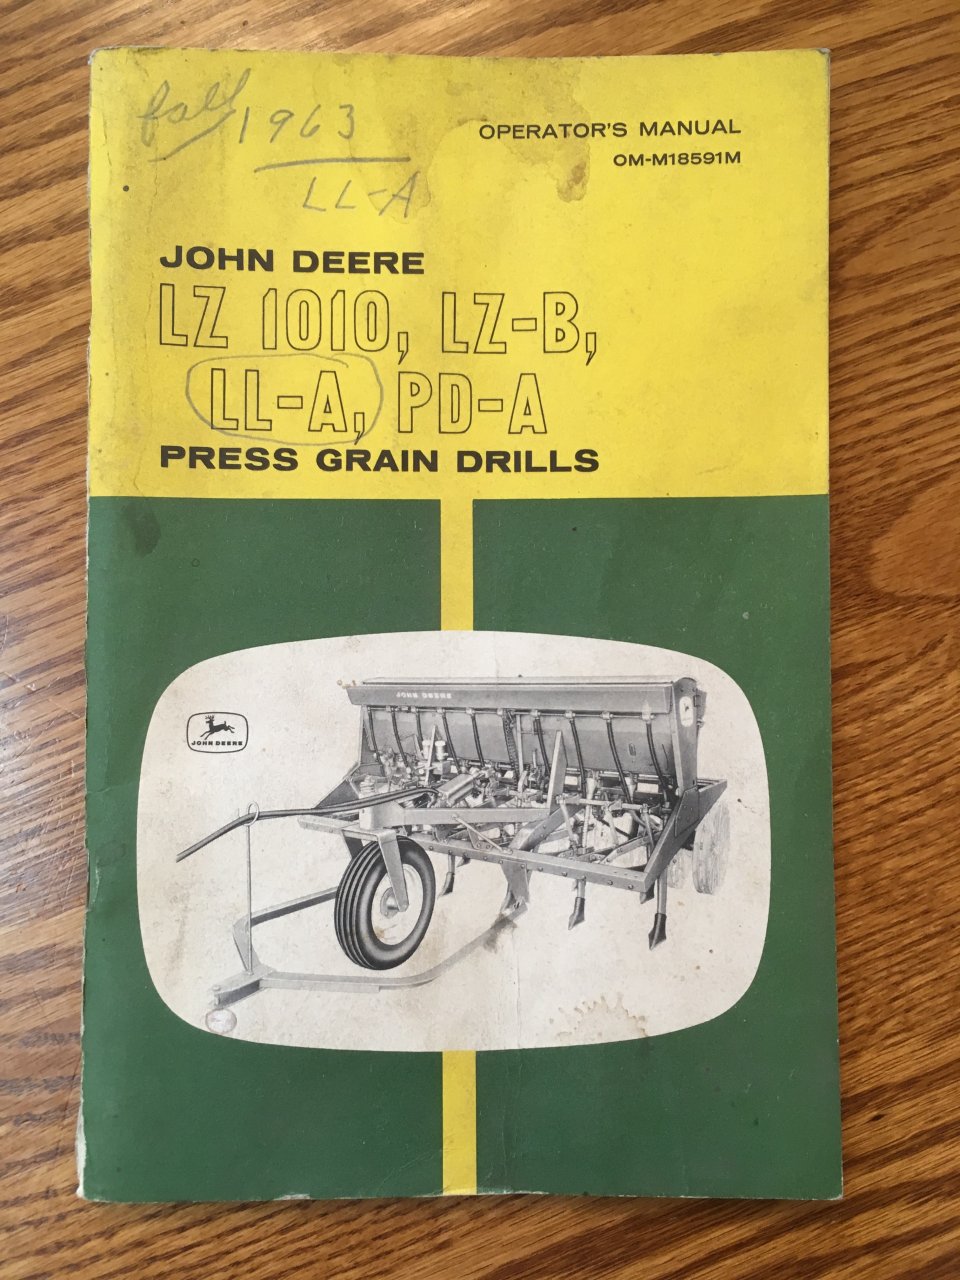 fall 1963
LL-A
OPERATOR'S MANUAL
OM-M18591M
JOHN DEERE
LZ 1010, LZ-B,
LL-A, PD-A
PRESS GRAIN DRILLS
JOHN DEERE
JOHN DEERE